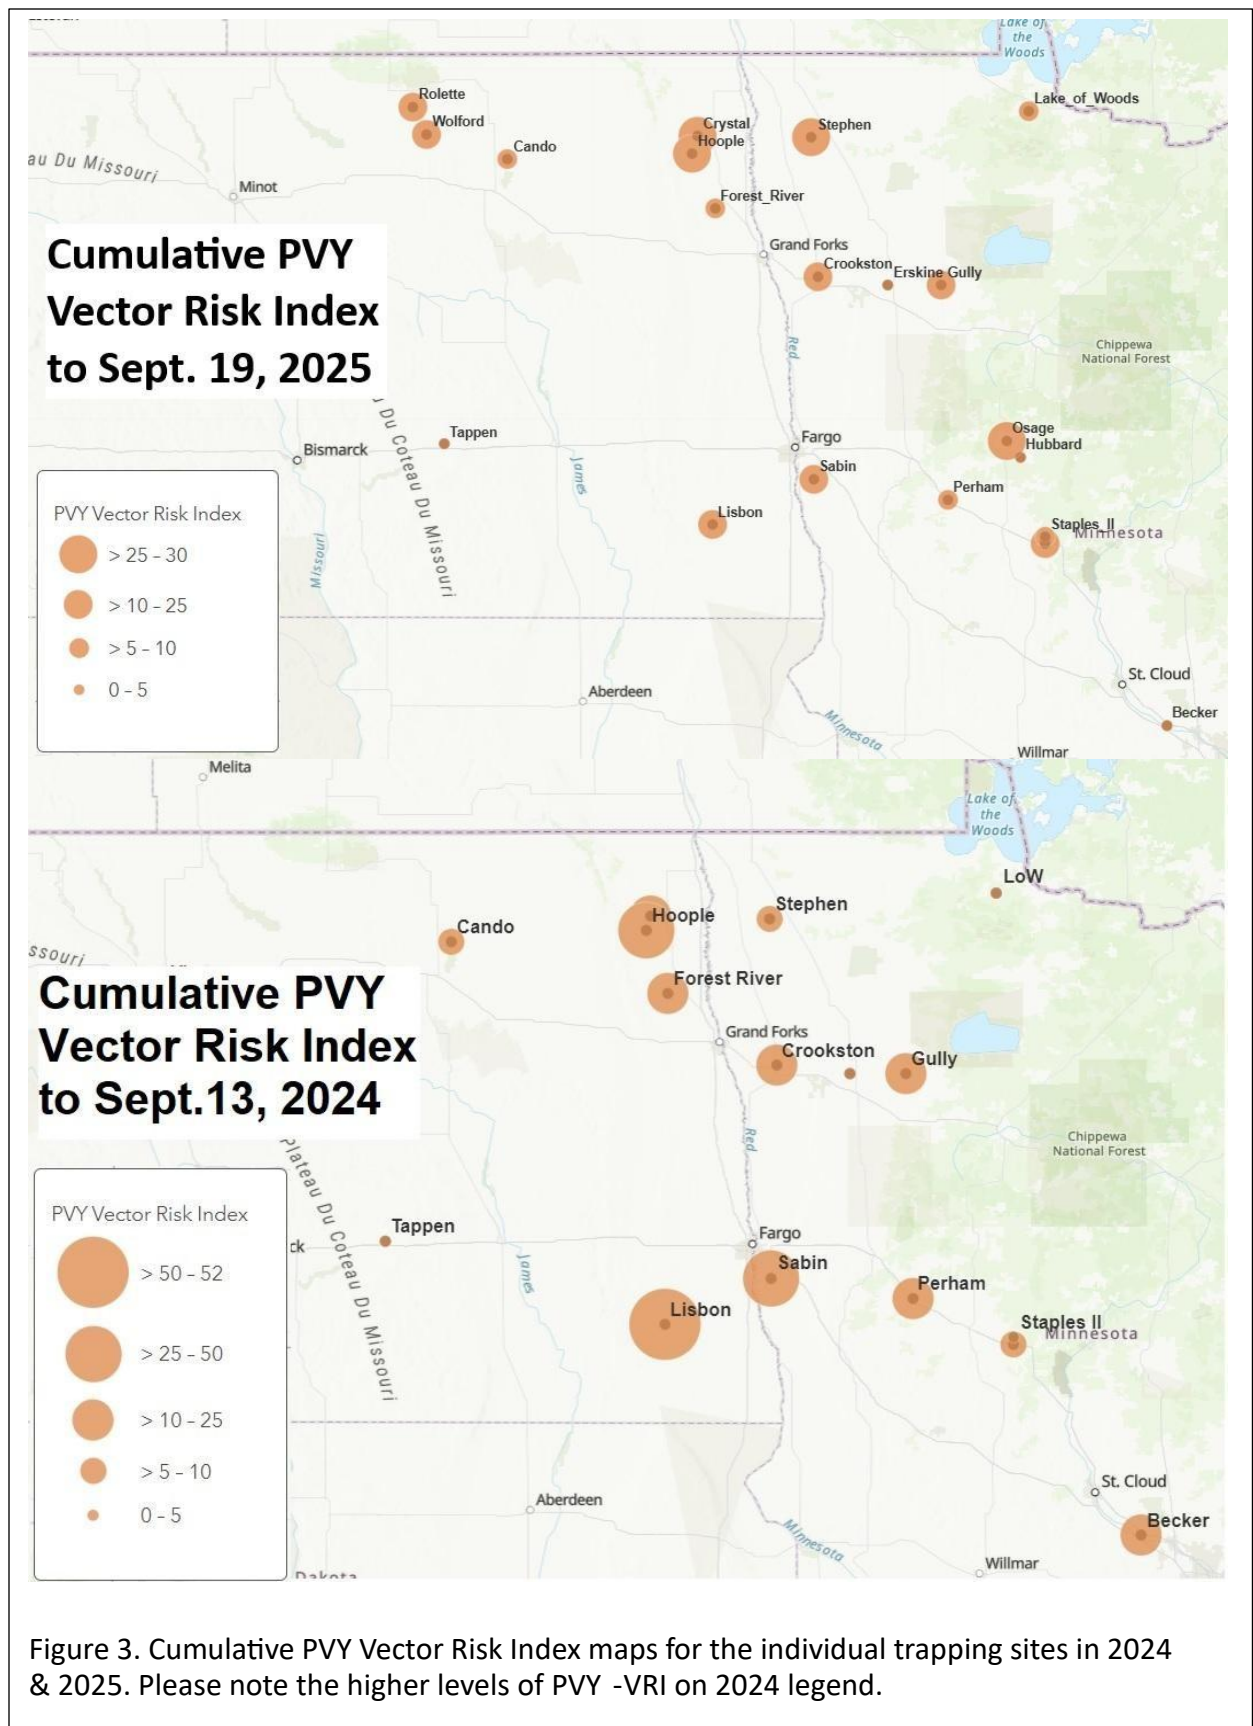 Lake of
the
Woods
Rolette
Wolford
Cando
Crystal
Hoople
Stephen
Lake_of_Woods
au Du Missouri
Minot
Forest_River
Grand Forks
Crookston
Erskine
Gully
Cumulative PVY
Vector Risk Index
to Sept. 19, 2025
Red
Chippewa
National Forest
Du Coteau Du Missouri
Tappen
Bismarck
Fargo
Osage
Hubbard
James
Sabin
Perham
Lisbon
Staples_II
Minnesota
Missouri
PVY Vector Risk Index
> 25 - 30
> 10 - 25
> 5 - 10
0 - 5
Aberdeen
St. Cloud
Becker
Minnesota
Willmar
Melita
Lake of
the
Woods
LoW
Stephen
Hoople
Cando
ssouri
Forest River
Grand Forks
Crookston
Gully
Cumulative PVY
Vector Risk Index
to Sept.13, 2024
Red
Chippewa
National Forest
Plateau Du Coteau Du Missouri
Tappen
ck
Fargo
James
Sabin
Perham
Lisbon
Staples II
Minnesota
PVY Vector Risk Index
> 50 - 52
> 25 - 50
> 10 - 25
> 5 - 10
0 - 5
Aberdeen
St. Cloud
Becker
Minnesota
Willmar
Dakota
Figure 3. Cumulative PVY Vector Risk Index maps for the individual trapping sites in 2024
& 2025. Please note the higher levels of PVY -VRI on 2024 legend.